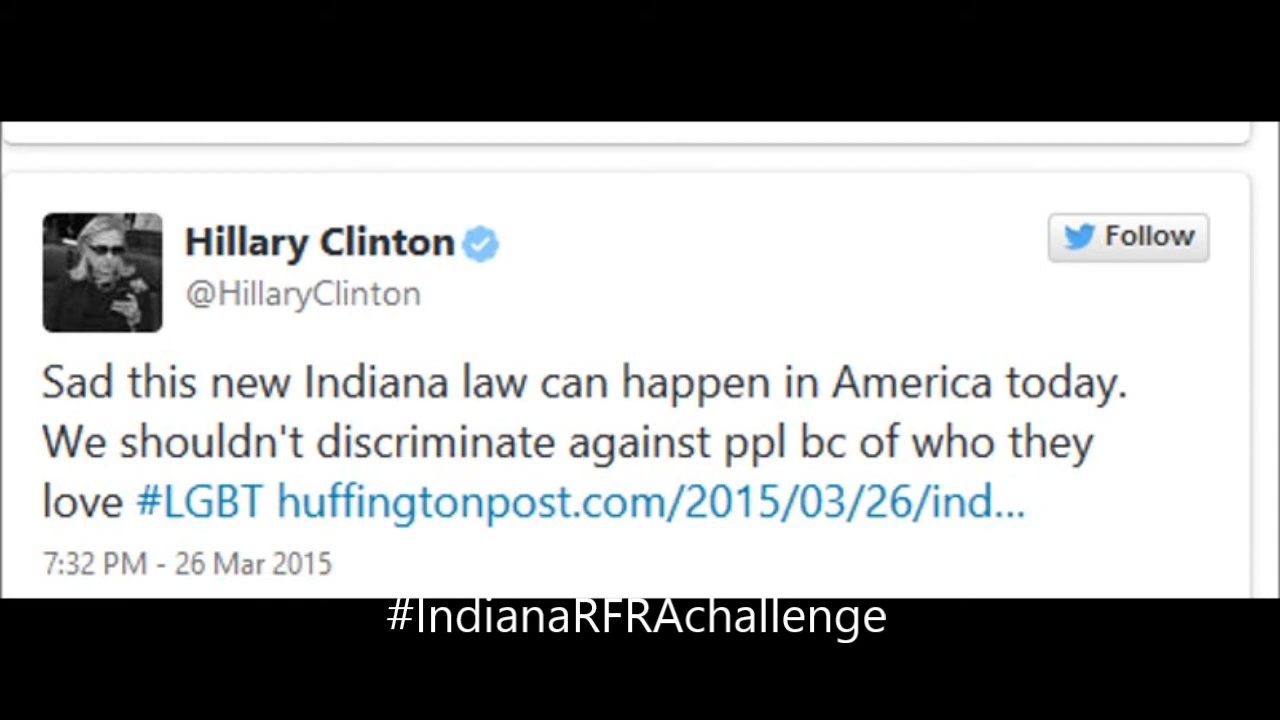 Hillary Clinton
Follow
@HillaryClinton
Sad this new Indiana law can happen in America today.
We shouldn't discriminate against ppl bc of who they
love #LGBT huffingtonpost.com/2015/03/26/ind...
7:32 PM - 26 Mar 2015
#IndianaRFRAchallenge